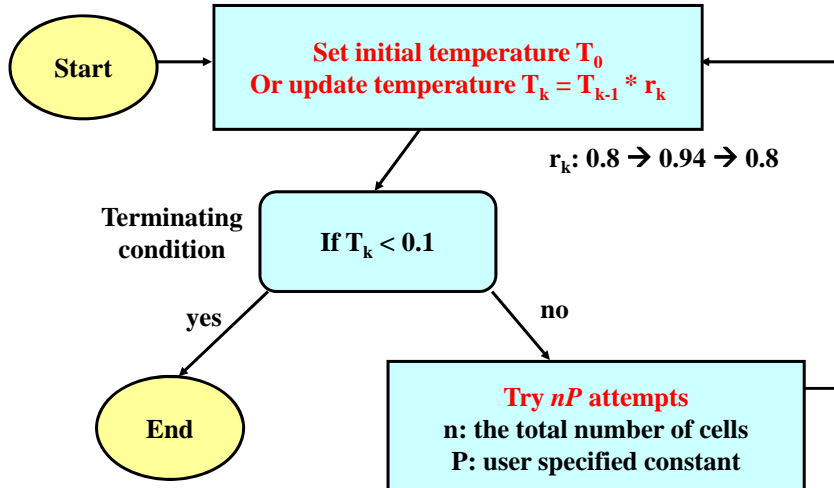 Start
Set initial temperature T₀
Or update temperature Tₖ = Tₖ₋₁ * rₖ
rₖ: 0.8 → 0.94 → 0.8
Terminating
condition
If Tₖ < 0.1
yes
no
End
Try nP attempts
n: the total number of cells
P: user specified constant